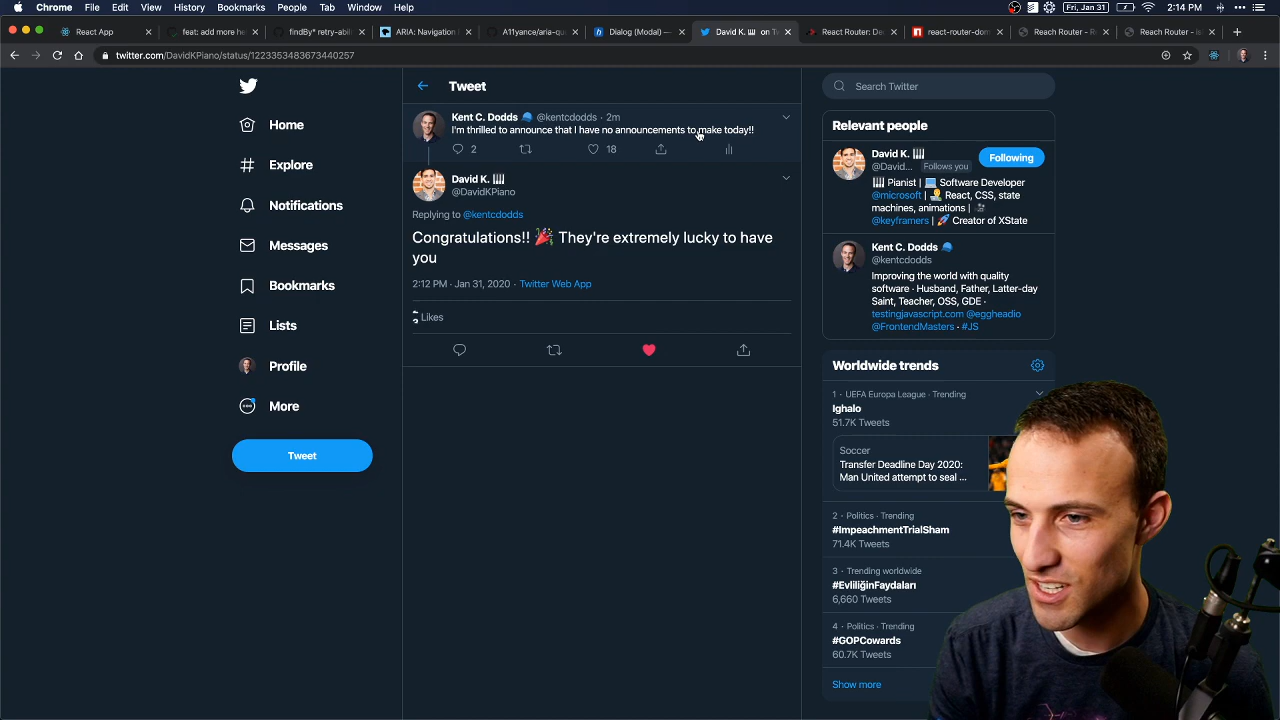 Chrome File Edit View History Bookmarks People Tab Window Help
Fri, Jan 31 2:14 PM
React App
feat: add more hel
findBy* retry-abili
ARIA: Navigation
A11yance/aria-qu
Dialog (Modal) —
David K. on Tw
React Router: De
react-router-dom
Reach Router - R
Reach Router -
twitter.com/DavidKPiano/status/1223353483673440257
Home
Explore
Notifications
Messages
Bookmarks
Lists
Profile
More
Tweet
Tweet
Kent C. Dodds @kentcdodds · 2m
I'm thrilled to announce that I have no announcements to make today!!
2 18
David K.
@DavidKPiano
Replying to @kentcdodds
Congratulations!! 🎉 They're extremely lucky to have
you
2:12 PM · Jan 31, 2020 · Twitter Web App
Likes
Search Twitter
Relevant people
David K.
@David... Follows you
Following
🎹 Pianist | 💻 Software Developer
@microsoft | React, CSS, state
machines, animations | 🎥
@keyframers | 🚀 Creator of XState
Kent C. Dodds
@kentcdodds
Improving the world with quality
software · Husband, Father, Latter-day
Saint, Teacher, OSS, GDE ·
testingjavascript.com @eggheadio
@FrontendMasters · #JS
Worldwide trends
1 · UEFA Europa League · Trending
Ighalo
51.7K Tweets
Soccer
Transfer Deadline Day 2020:
Man United attempt to seal ...
2 · Politics · Trending
#ImpeachmentTrialSham
71.4K Tweets
3 · Trending worldwide
#EvliliğinFaydaları
6,660 Tweets
4 · Politics · Trending
#GOPCowards
60.7K Tweets
Show more